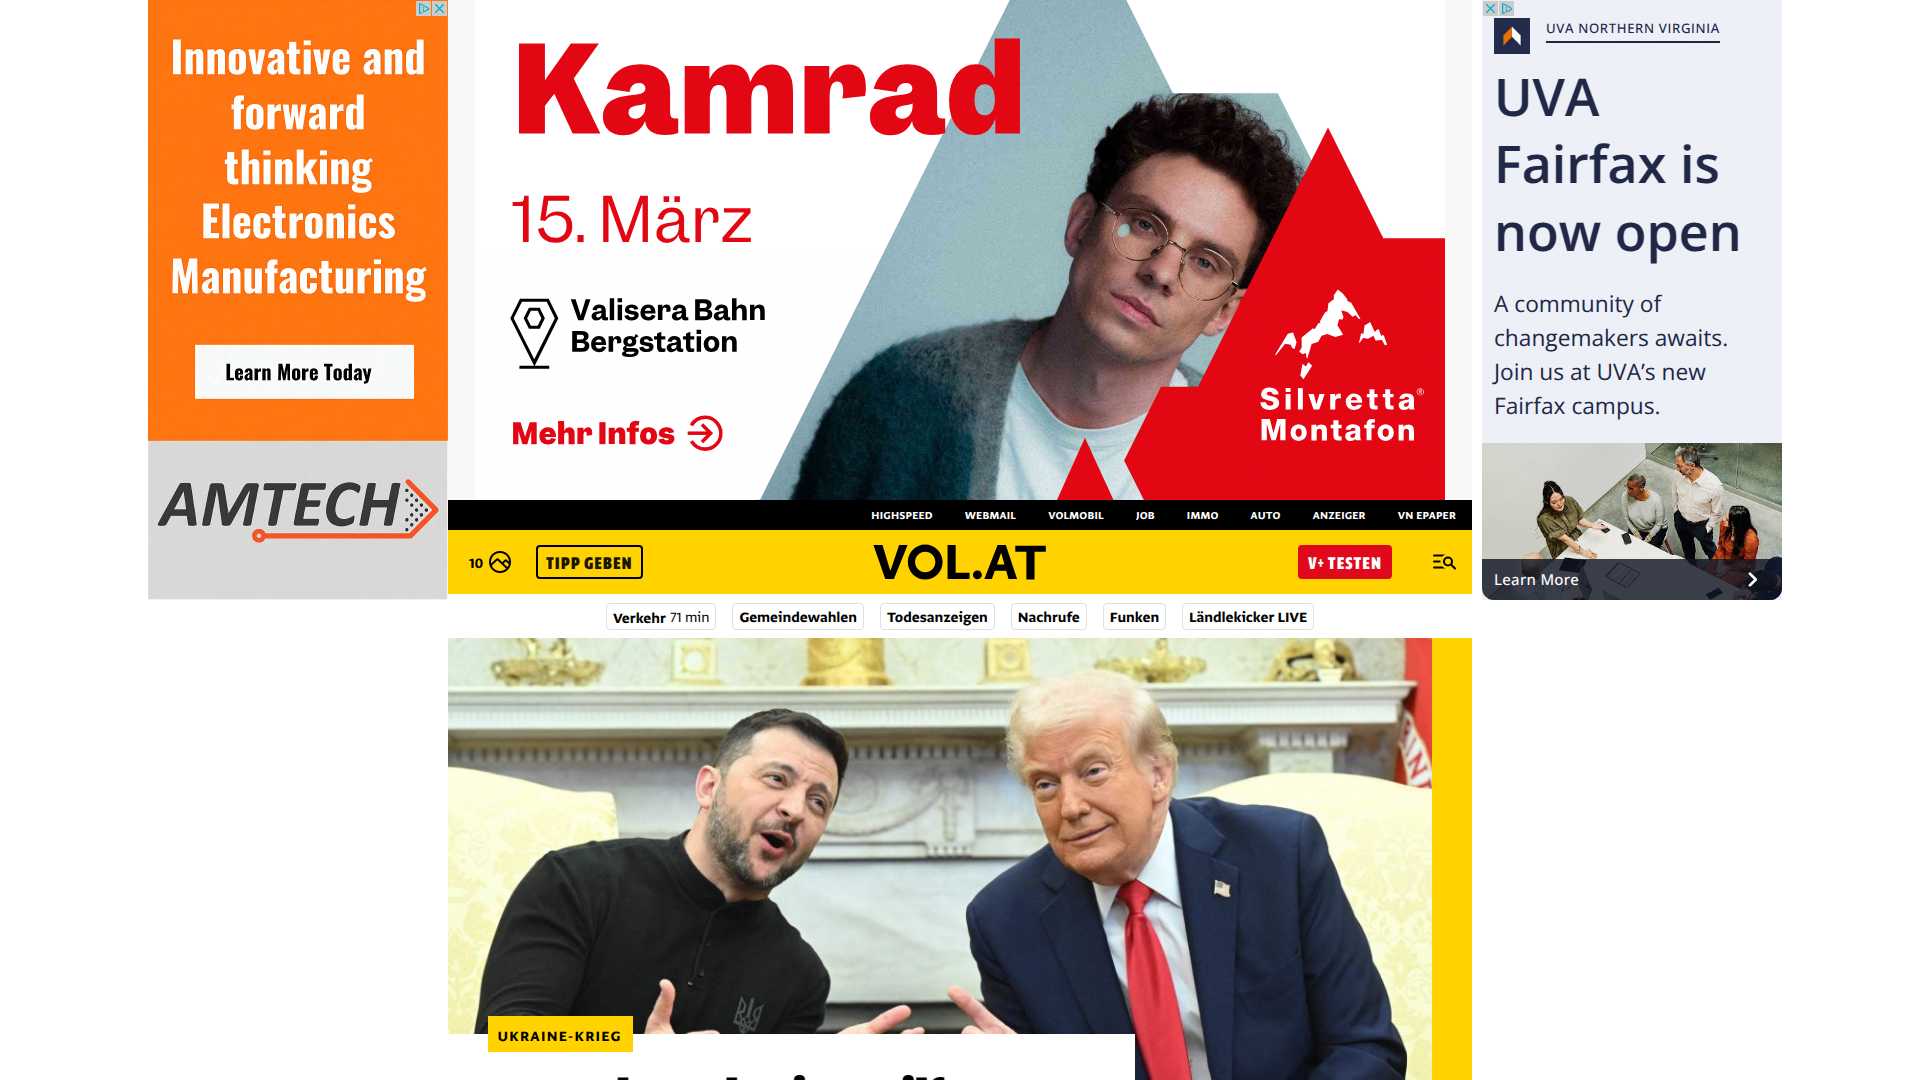 Innovative and
forward
thinking
Electronics
Manufacturing
Learn More Today
AMTECH
Kamrad
15. März
Valisera Bahn
Bergstation
Mehr Infos
Silvretta®
Montafon
UVA NORTHERN VIRGINIA
UVA
Fairfax is
now open
A community of
changemakers awaits.
Join us at UVA’s new
Fairfax campus.
Learn More
HIGHSPEED WEBMAIL VOLMOBIL JOB IMMO AUTO ANZEIGER VN EPAPER
10 TIPP GEBEN VOL.AT V+ TESTEN
Verkehr 71 min Gemeindewahlen Todesanzeigen Nachrufe Funken Ländlekicker LIVE
UKRAINE-KRIEG